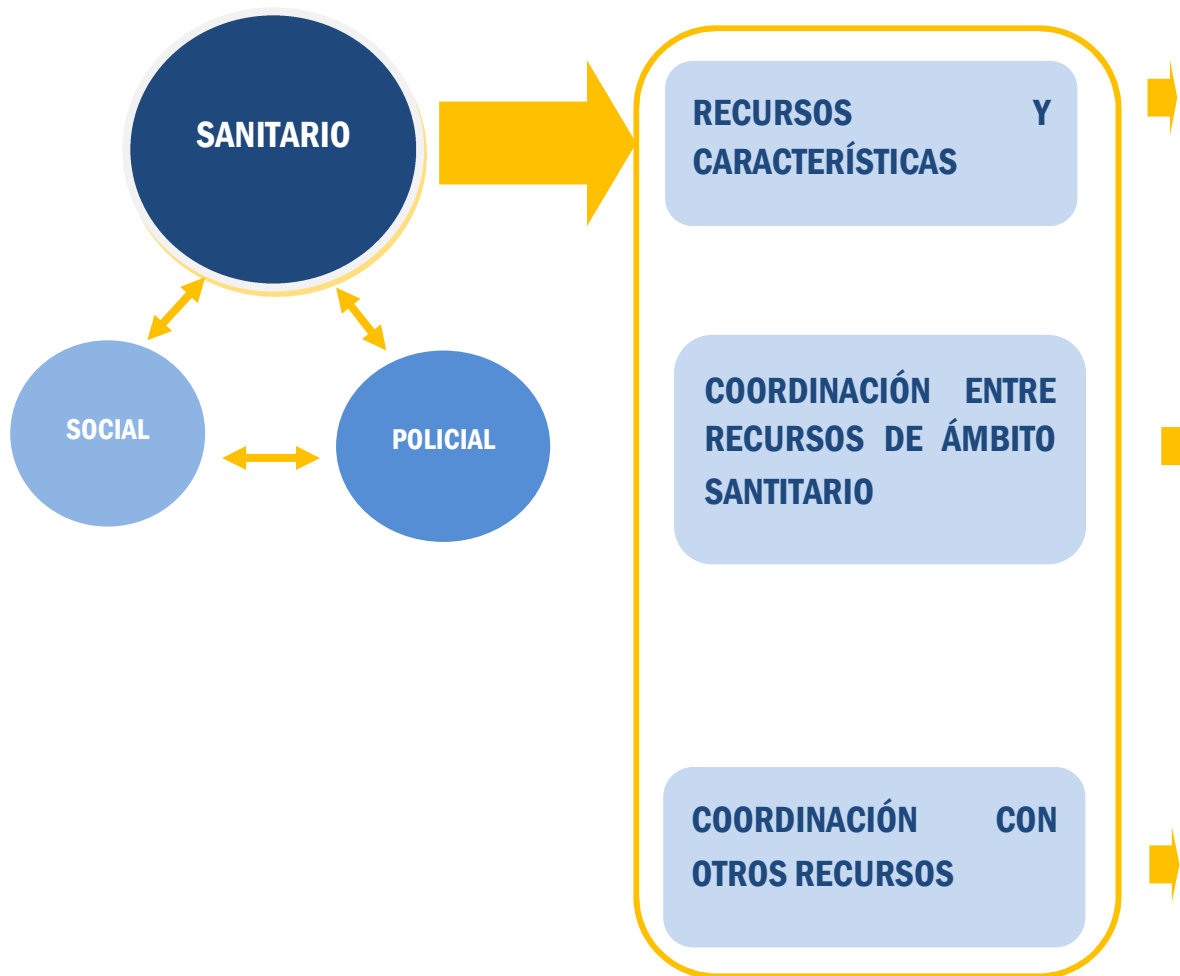 SANITARIO
SOCIAL
POLICIAL
RECURSOS Y
CARACTERÍSTICAS
COORDINACIÓN ENTRE
RECURSOS DE ÁMBITO
SANTITARIO
COORDINACIÓN CON
OTROS RECURSOS